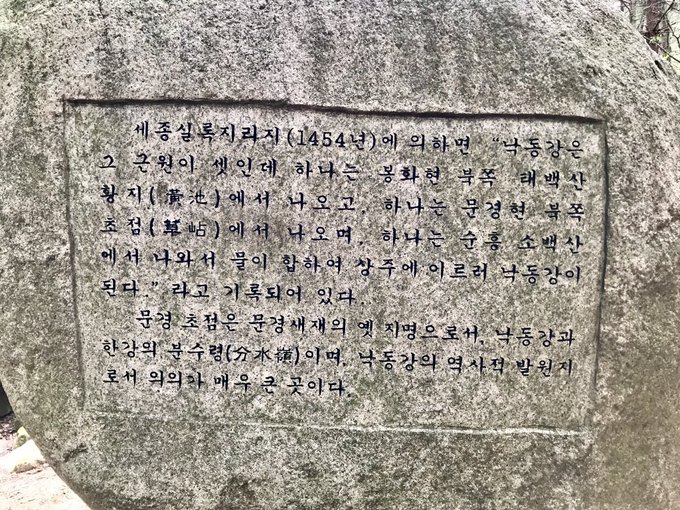 세종실록지리지(1454년)에 의하면 "낙동강은
그 근원이 셋인데 하나는 봉화현 북쪽 태백산
황지(黃池)에서 나오고, 하나는 문경현 북쪽
초점(草岾)에서 나오며, 하나는 순흥 소백산
에서 나와서 물이 합하여 상주에 이르러 낙동강이
된다." 라고 기록되어 있다.
문경 초점은 문경새재의 옛 지명으로서, 낙동강과
한강의 분수령(分水嶺)이며, 낙동강의 역사적 발원지
로서 의의가 매우 큰 곳이다.